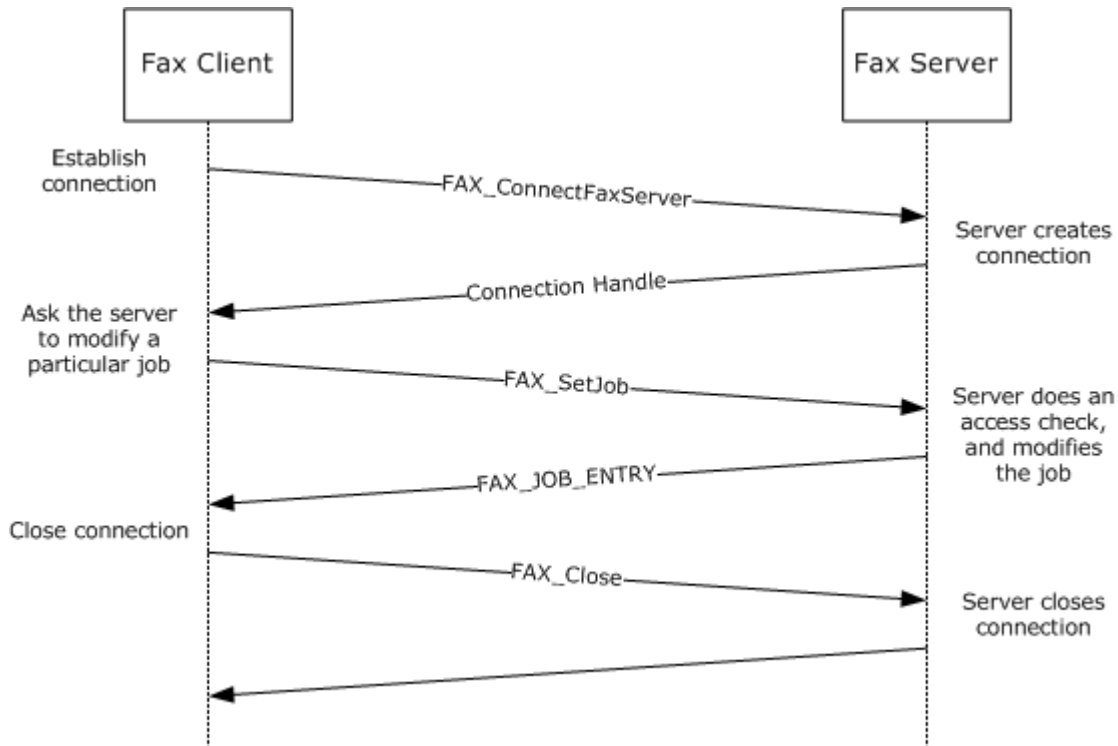 Fax Client
Fax Server
Establish
connection
FAX_ConnectFaxServer
Server creates
connection
Connection Handle
Ask the server
to modify a
particular job
FAX_SetJob
Server does an
access check,
and modifies
the job
FAX_JOB_ENTRY
Close connection
FAX_Close
Server closes
connection